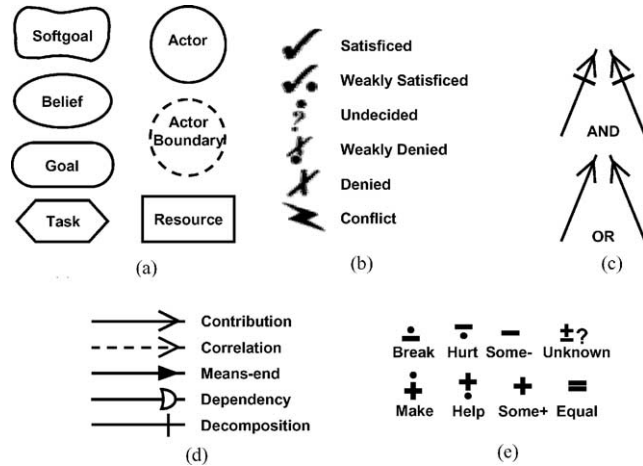 Softgoal
Actor
Belief
Actor
Boundary
Goal
Task
Resource
(a)
Satisficed
Weakly Satisficed
? Undecided
Weakly Denied
Denied
Conflict
(b)
AND
OR
(c)
Contribution
Correlation
Means-end
Dependency
Decomposition
(d)
±?
Break Hurt Some- Unknown
Make Help Some+ Equal
(e)